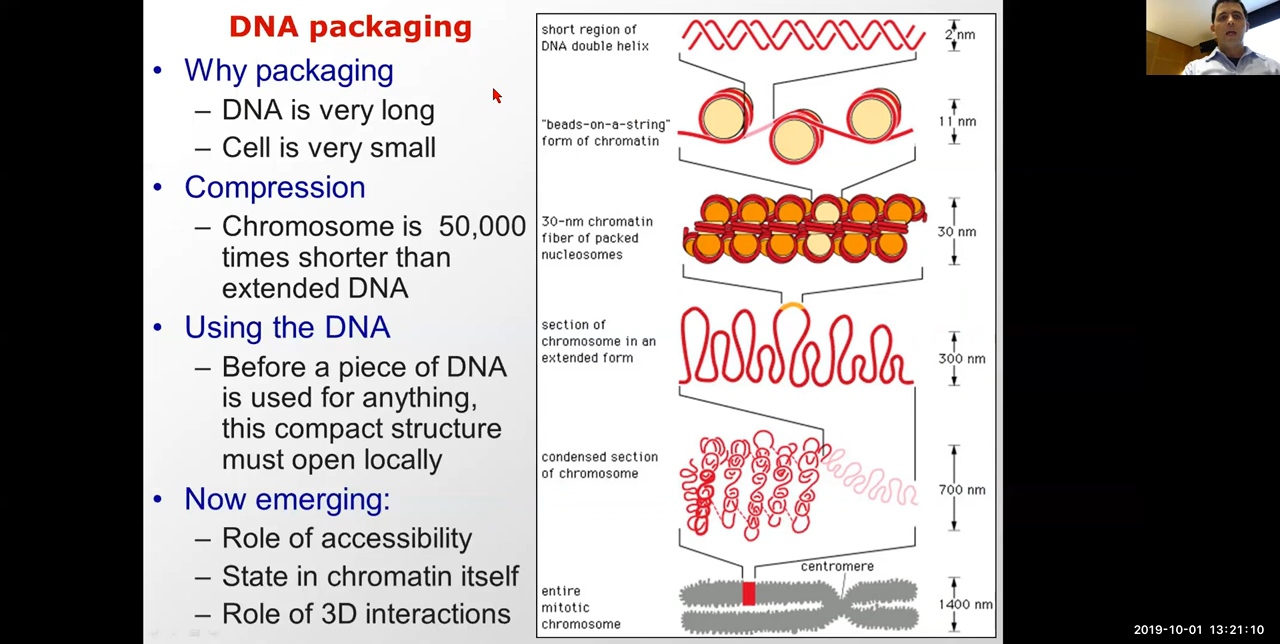 DNA packaging
• Why packaging
– DNA is very long
– Cell is very small
• Compression
– Chromosome is 50,000
times shorter than
extended DNA
• Using the DNA
– Before a piece of DNA
is used for anything,
this compact structure
must open locally
• Now emerging:
– Role of accessibility
– State in chromatin itself
– Role of 3D interactions
short region of
DNA double helix
2 nm
"beads-on-a-string"
form of chromatin
11 nm
30-nm chromatin
fiber of packed
nucleosomes
30 nm
section of
chromosome in an
extended form
300 nm
condensed section
of chromosome
700 nm
centromere
entire
mitotic
chromosome
1400 nm
2019-10-01 13:21:10